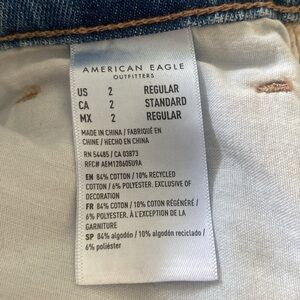 AMERICAN EAGLE
OUTFITTERS
US 2 REGULAR
CA 2 STANDARD
MX 2 REGULAR
MADE IN CHINA / FABRIQUÉ EN
CHINE / HECHO EN CHINA
RN 54485 / CA 03873
RFC# AEM120605U9A
EN 84% COTTON / 10% RECYCLED
COTTON / 6% POLYESTER. EXCLUSIVE OF
DECORATION
FR 84% COTON / 10% COTON RÉGÉNÉRÉ /
6% POLYESTER. À L'EXCEPTION DE LA
GARNITURE
SP 84% algodón / 10% algodón reciclado /
6% poliéster